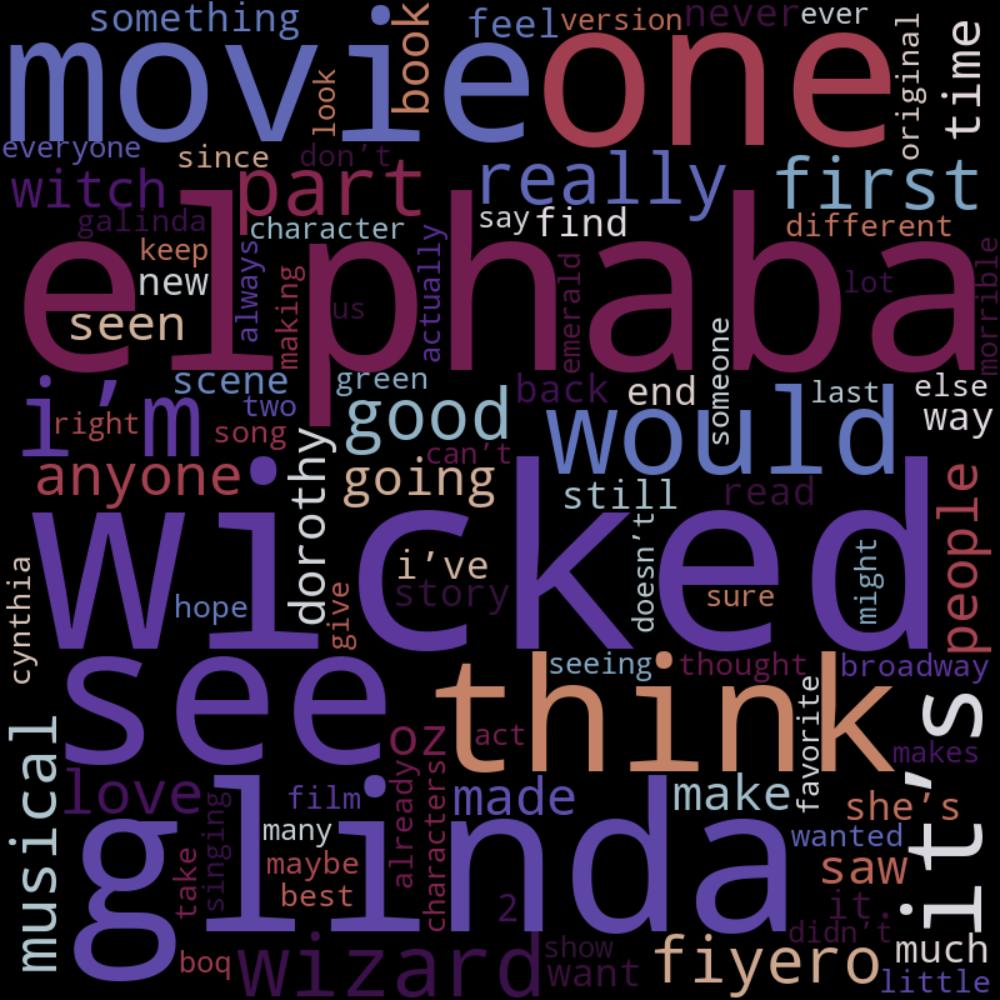 something
feel
version
never
ever
movie
one
book
look
original
time
everyone
since
don't
witch
part
really
first
galinda
character
say
find
different
keep
always
actually
new
making
us
emerald
lot
morrible
elphaba
seen
scene
green
back
end
someone
last
else
i'm
two
good
would
way
right
song
can't
anyone
dorothy
going
still
read
people
wicked
i've
story
doesn't
sure
might
cynthia
hope
give
see
seeing
thought
broadway
think
favorite
it's
musical
oz
act
makes
love
film
already
characters
made
make
she's
singing
many
wanted
glinda
take
maybe
saw
best
2
it.
didn't
boq
wizard
show
want
fiyero
much
little